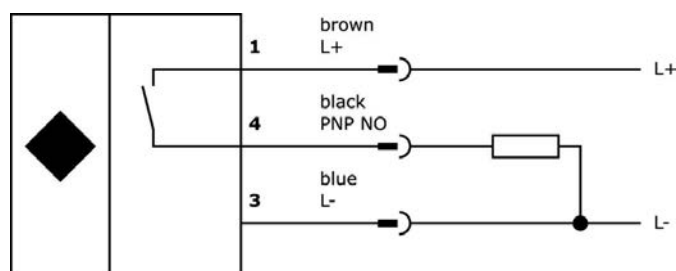 brown
1 L+
L+
black
4 PNP NO
blue
3 L-
L-